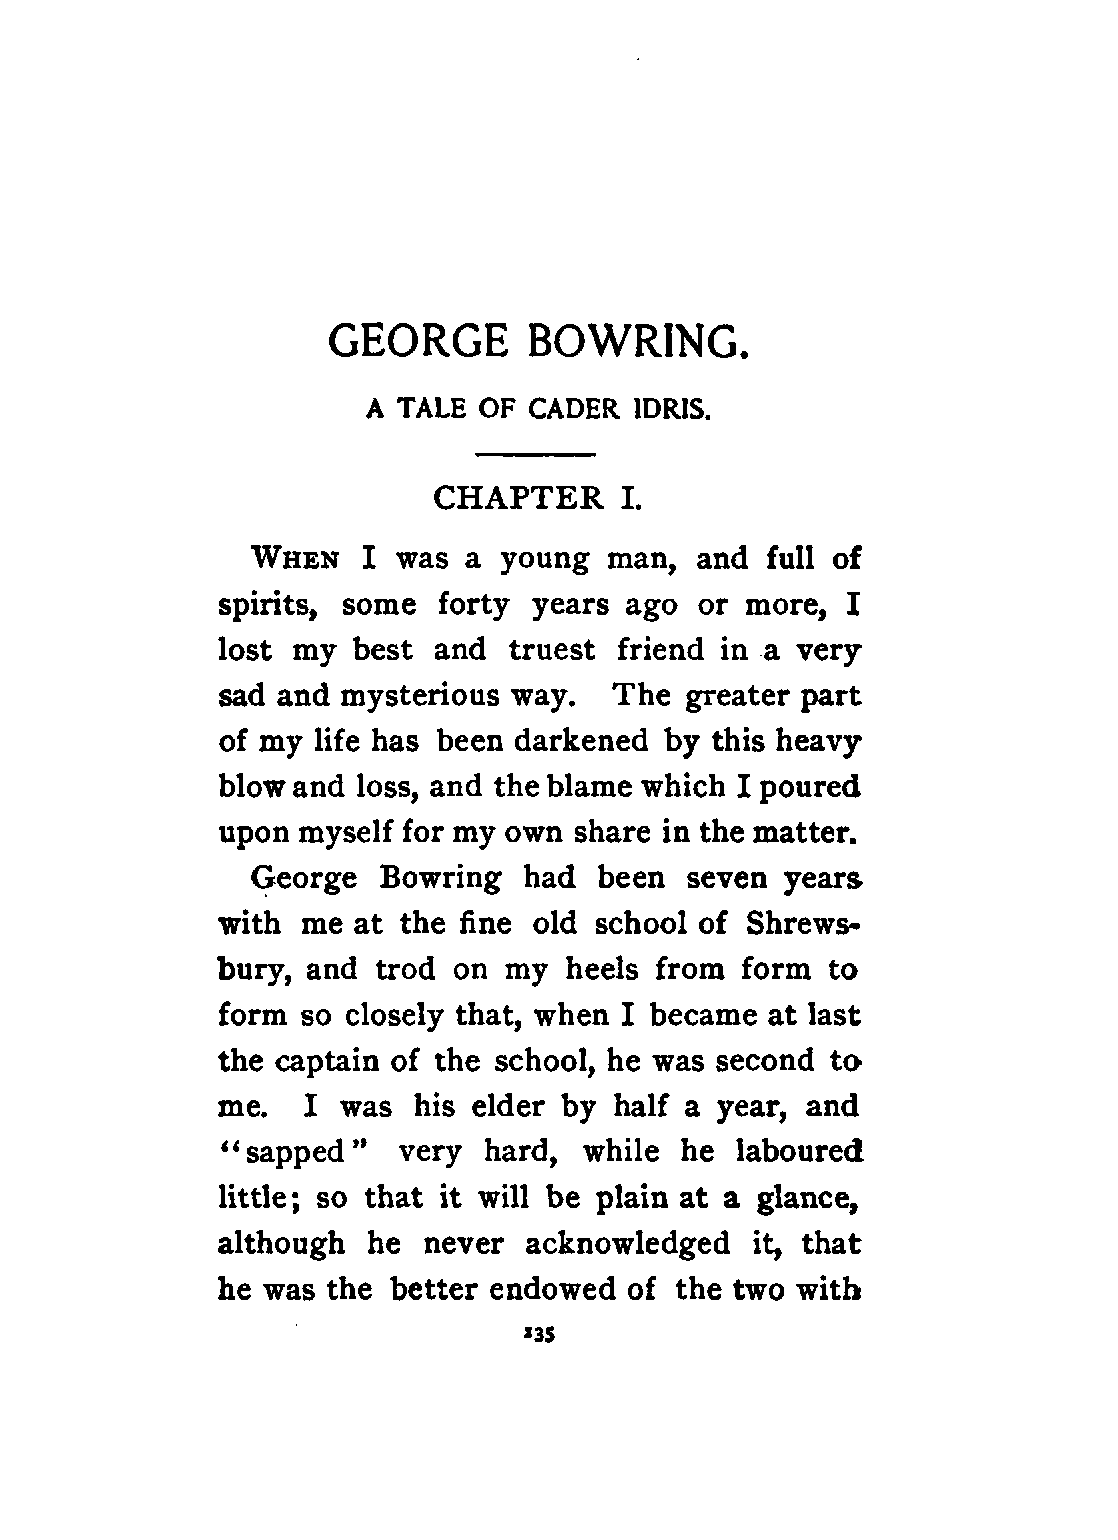 GEORGE BOWRING.
A TALE OF CADER IDRIS.
CHAPTER I.
WHEN I was a young man, and full of
spirits, some forty years ago or more, I
lost my best and truest friend in a very
sad and mysterious way. The greater part
of my life has been darkened by this heavy
blow and loss, and the blame which I poured
upon myself for my own share in the matter.
George Bowring had been seven years
with me at the fine old school of Shrews-
bury, and trod on my heels from form to
form so closely that, when I became at last
the captain of the school, he was second to
me. I was his elder by half a year, and
“sapped” very hard, while he laboured
little; so that it will be plain at a glance,
although he never acknowledged it, that
he was the better endowed of the two with
135